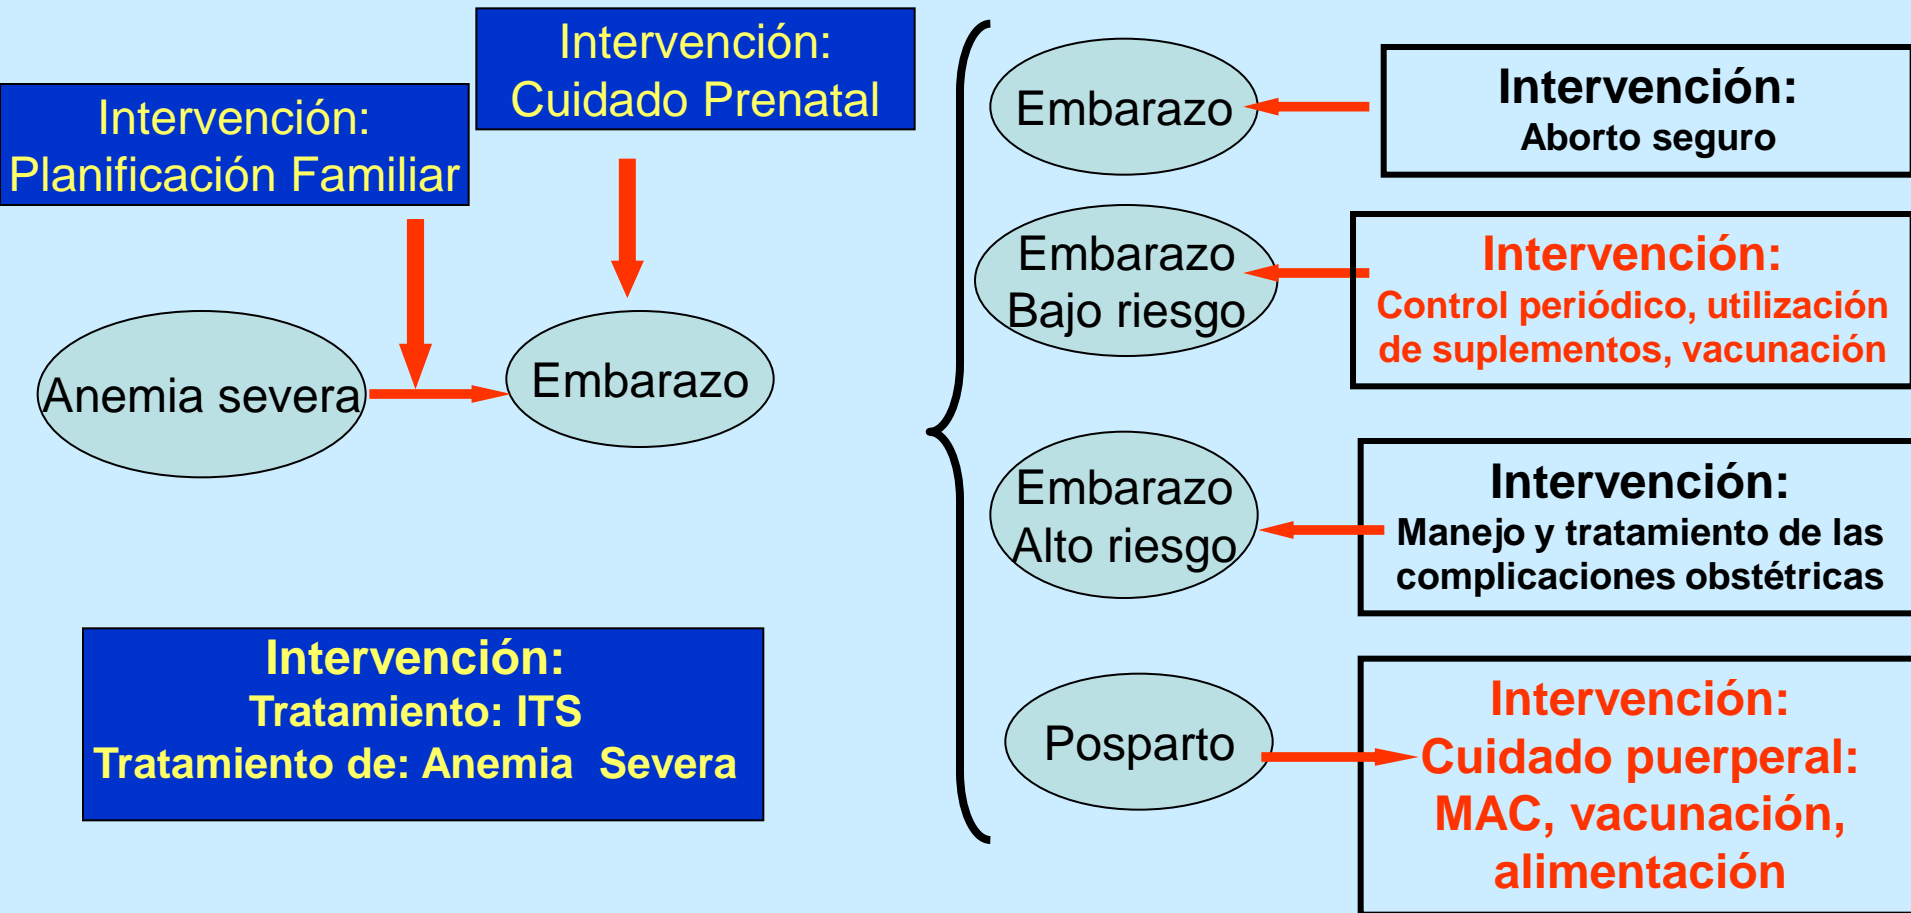 Intervención:
Cuidado Prenatal
Intervención:
Planificación Familiar
Anemia severa
Embarazo
Intervención:
Tratamiento: ITS
Tratamiento de: Anemia Severa
Embarazo
Intervención:
Aborto seguro
Embarazo
Bajo riesgo
Intervención:
Control periódico, utilización
de suplementos, vacunación
Embarazo
Alto riesgo
Intervención:
Manejo y tratamiento de las
complicaciones obstétricas
Posparto
Intervención:
Cuidado puerperal:
MAC, vacunación,
alimentación